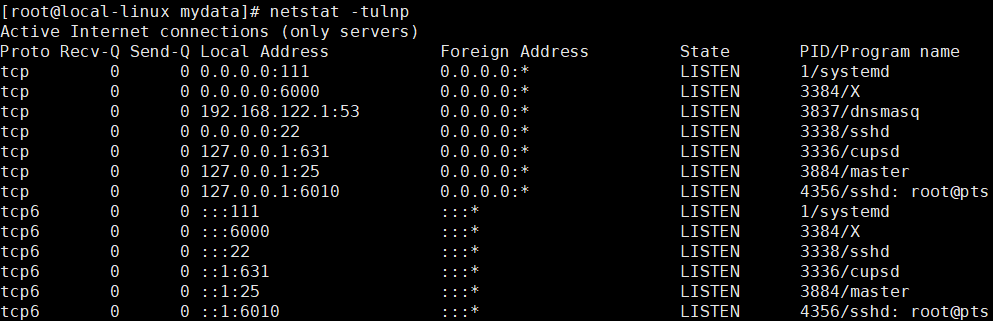 [root@local-linux mydata]# netstat -tulnp
Active Internet connections (only servers)
Proto Recv-Q Send-Q Local Address           Foreign Address         State       PID/Program name
tcp        0      0 0.0.0.0:111             0.0.0.0:*               LISTEN      1/systemd
tcp        0      0 0.0.0.0:6000            0.0.0.0:*               LISTEN      3384/X
tcp        0      0 192.168.122.1:53        0.0.0.0:*               LISTEN      3837/dnsmasq
tcp        0      0 0.0.0.0:22              0.0.0.0:*               LISTEN      3338/sshd
tcp        0      0 127.0.0.1:631           0.0.0.0:*               LISTEN      3336/cupsd
tcp        0      0 127.0.0.1:25            0.0.0.0:*               LISTEN      3884/master
tcp        0      0 127.0.0.1:6010          0.0.0.0:*               LISTEN      4356/sshd: root@pts
tcp6       0      0 :::111                  :::*                    LISTEN      1/systemd
tcp6       0      0 :::6000                 :::*                    LISTEN      3384/X
tcp6       0      0 :::22                   :::*                    LISTEN      3338/sshd
tcp6       0      0 ::1:631                 :::*                    LISTEN      3336/cupsd
tcp6       0      0 ::1:25                  :::*                    LISTEN      3884/master
tcp6       0      0 ::1:6010                :::*                    LISTEN      4356/sshd: root@pts